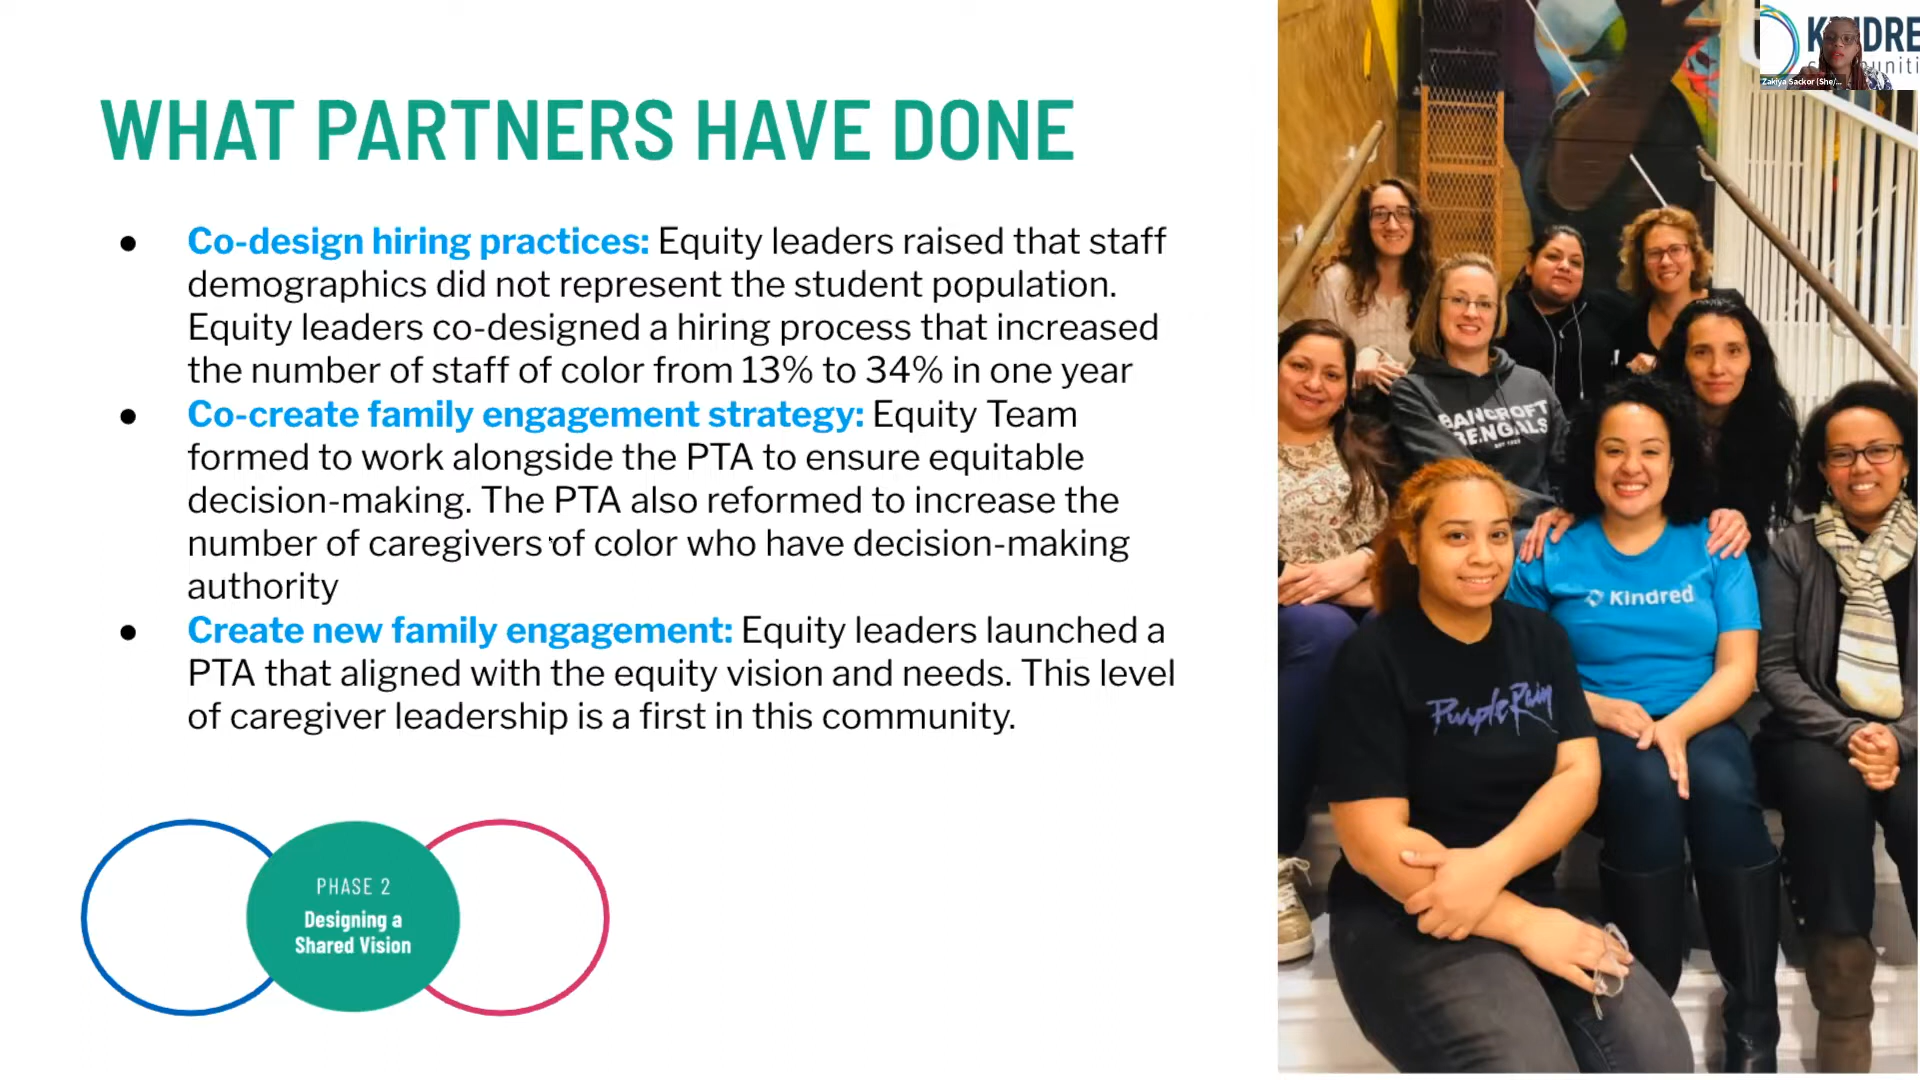 WHAT PARTNERS HAVE DONE
● Co-design hiring practices: Equity leaders raised that staff
demographics did not represent the student population.
Equity leaders co-designed a hiring process that increased
the number of staff of color from 13% to 34% in one year
● Co-create family engagement strategy: Equity Team
formed to work alongside the PTA to ensure equitable
decision-making. The PTA also reformed to increase the
number of caregivers of color who have decision-making
authority
● Create new family engagement: Equity leaders launched a
PTA that aligned with the equity vision and needs. This level
of caregiver leadership is a first in this community.
PHASE 2
Designing a
Shared Vision
Zakiya Sackor (She/...
BANCROFT
BENGALS
Kindred
Purple Rain